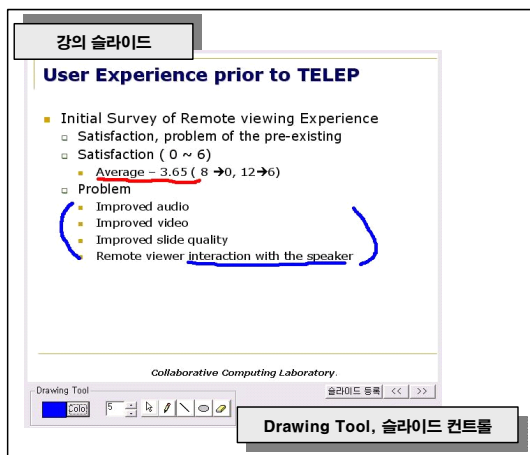 강의 슬라이드
User Experience prior to TELEP
Initial Survey of Remote viewing Experience
Satisfaction, problem of the pre-existing
Satisfaction ( 0 ~ 6)
Average – 3.65 ( 8 →0, 12→6)
Problem
Improved audio
Improved video
Improved slide quality
Remote viewer interaction with the speaker
Collaborative Computing Laboratory.
Drawing Tool
슬라이드 등록 << >>
Color 5
Drawing Tool, 슬라이드 컨트롤